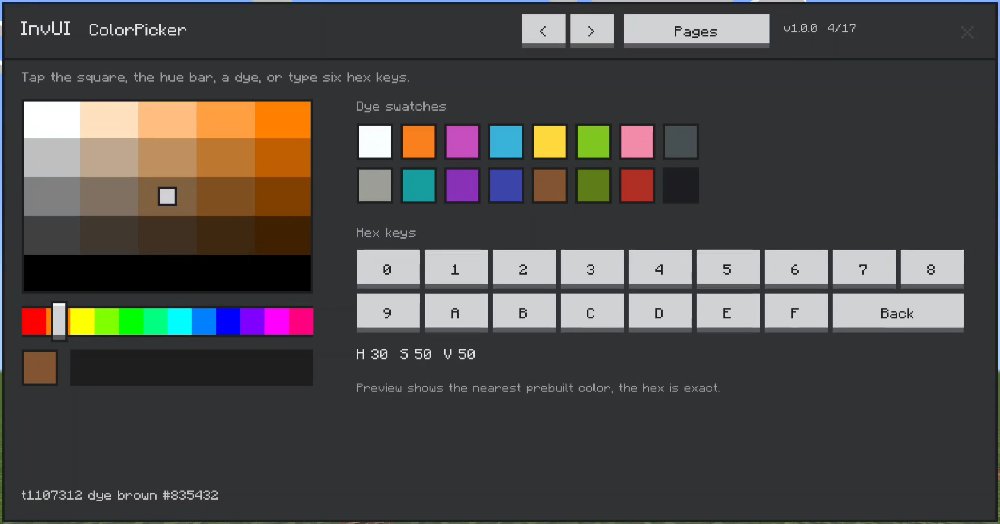 InvUI ColorPicker < > Pages v1.0.0 4/17
Tap the square, the hue bar, a dye, or type six hex keys.
Dye swatches
Hex keys
0 1 2 3 4 5 6 7 8
9 A B C D E F Back
H 30 S 50 V 50
Preview shows the nearest prebuilt color, the hex is exact.
t1107312 dye brown #835432